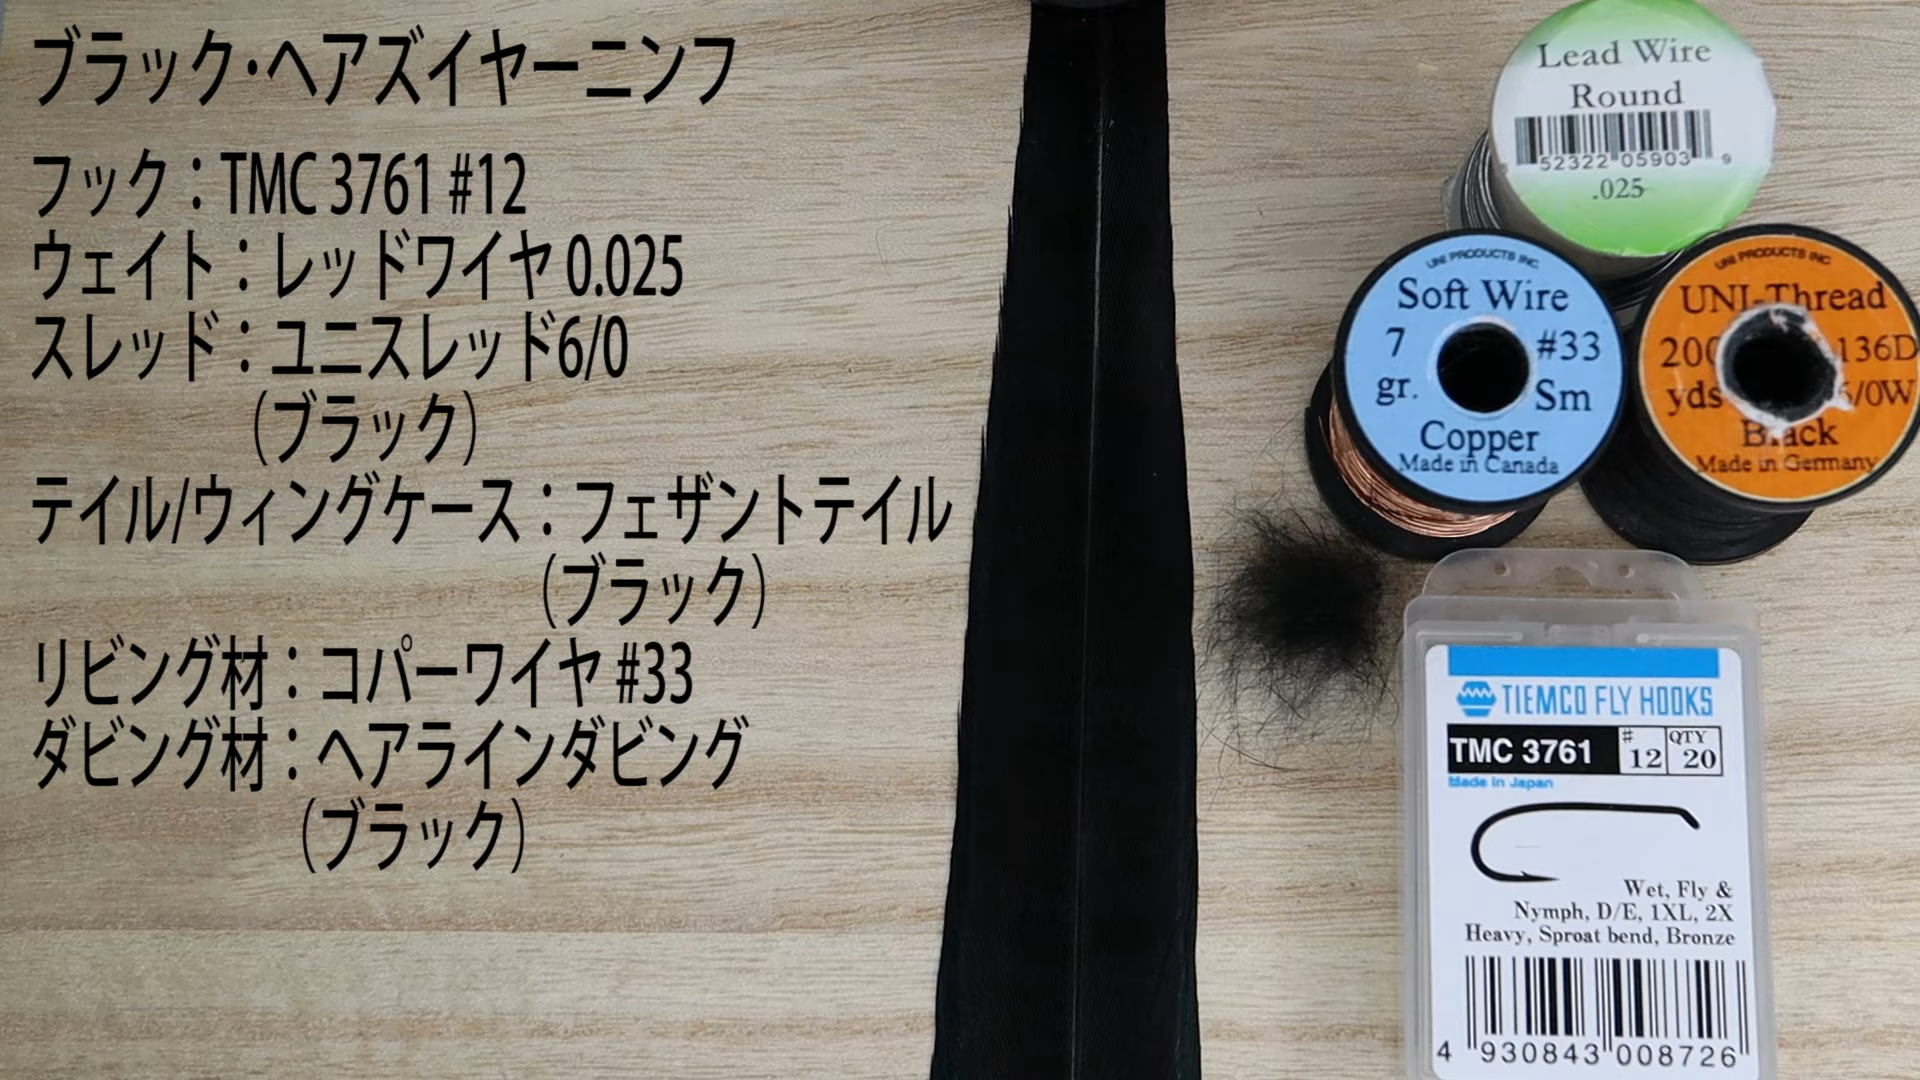 ブラック･ヘアズイヤーニンフ
フック：TMC 3761 #12
ウェイト：レッドワイヤ 0.025
スレッド：ユニスレッド6/0
(ブラック)
テイル/ウィングケース：フェザントテイル
(ブラック)
リビング材：コパーワイヤ #33
ダビング材：ヘアラインダビング
(ブラック)
Lead Wire
Round
52322 05903 9
.025
UNI PRODUCTS INC.
Soft Wire
7 #33
gr. Sm
Copper
Made in Canada
UNI PRODUCTS INC.
UNI-Thread
136D
yds 6/0W
Black
Made in Germany
TIEMCO FLY HOOKS
TMC 3761 # 12 QTY 20
Made in Japan
Wet, Fly &
Nymph, D/E, 1XL, 2X
Heavy, Sproat bend, Bronze
4 930843 008726